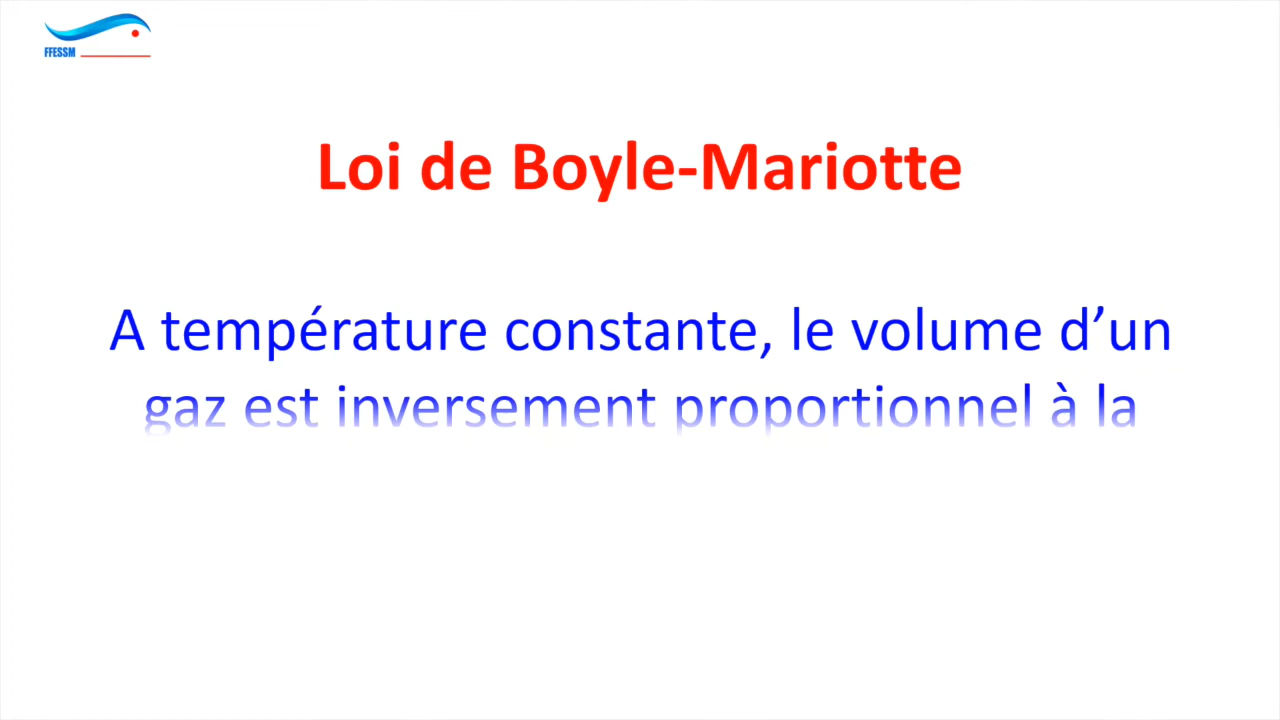 FFESSM
Loi de Boyle-Mariotte
A température constante, le volume d’un
gaz est inversement proportionnel à la